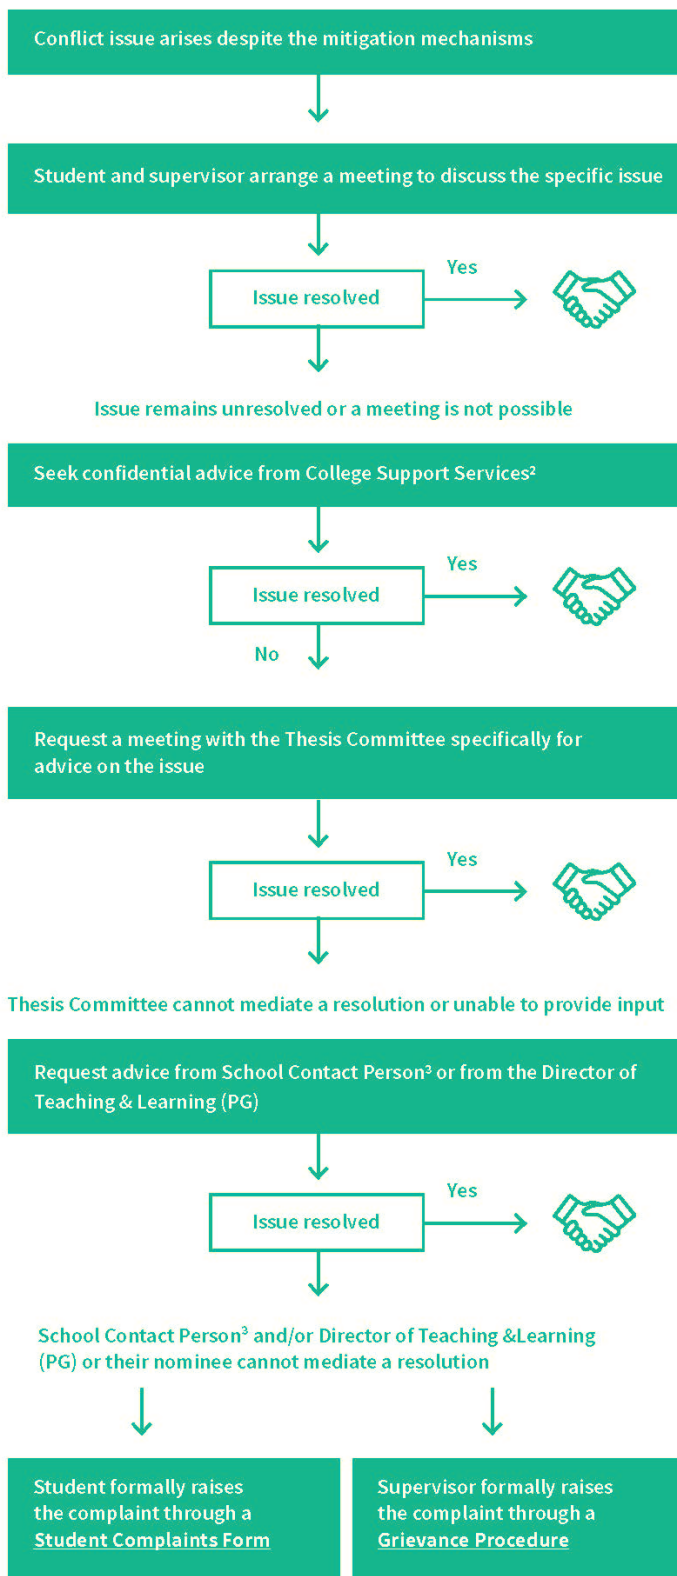 Conflict issue arises despite the mitigation mechanisms
Student and supervisor arrange a meeting to discuss the specific issue
Yes
Issue resolved
Issue remains unresolved or a meeting is not possible
Seek confidential advice from College Support Services²
Yes
Issue resolved
No
Request a meeting with the Thesis Committee specifically for
advice on the issue
Yes
Issue resolved
Thesis Committee cannot mediate a resolution or unable to provide input
Request advice from School Contact Person³ or from the Director of
Teaching & Learning (PG)
Yes
Issue resolved
School Contact Person³ and/or Director of Teaching &Learning
(PG) or their nominee cannot mediate a resolution
Student formally raises
the complaint through a
Student Complaints Form
Supervisor formally raises
the complaint through a
Grievance Procedure